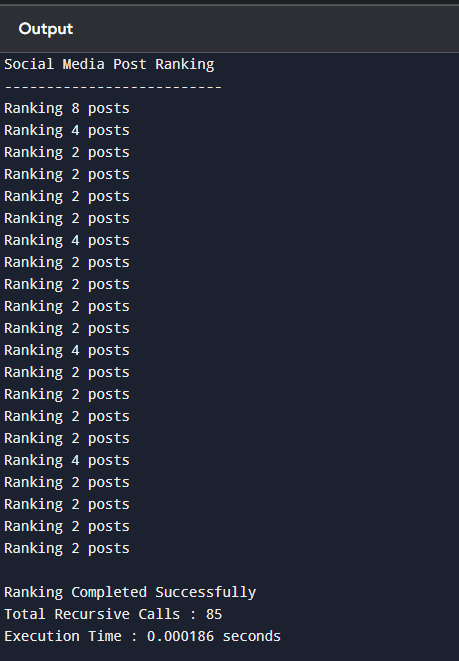 Output
Social Media Post Ranking
--------------------------
Ranking 8 posts
Ranking 4 posts
Ranking 2 posts
Ranking 2 posts
Ranking 2 posts
Ranking 2 posts
Ranking 4 posts
Ranking 2 posts
Ranking 2 posts
Ranking 2 posts
Ranking 2 posts
Ranking 4 posts
Ranking 2 posts
Ranking 2 posts
Ranking 2 posts
Ranking 2 posts
Ranking 4 posts
Ranking 2 posts
Ranking 2 posts
Ranking 2 posts
Ranking 2 posts

Ranking Completed Successfully
Total Recursive Calls : 85
Execution Time : 0.000186 seconds